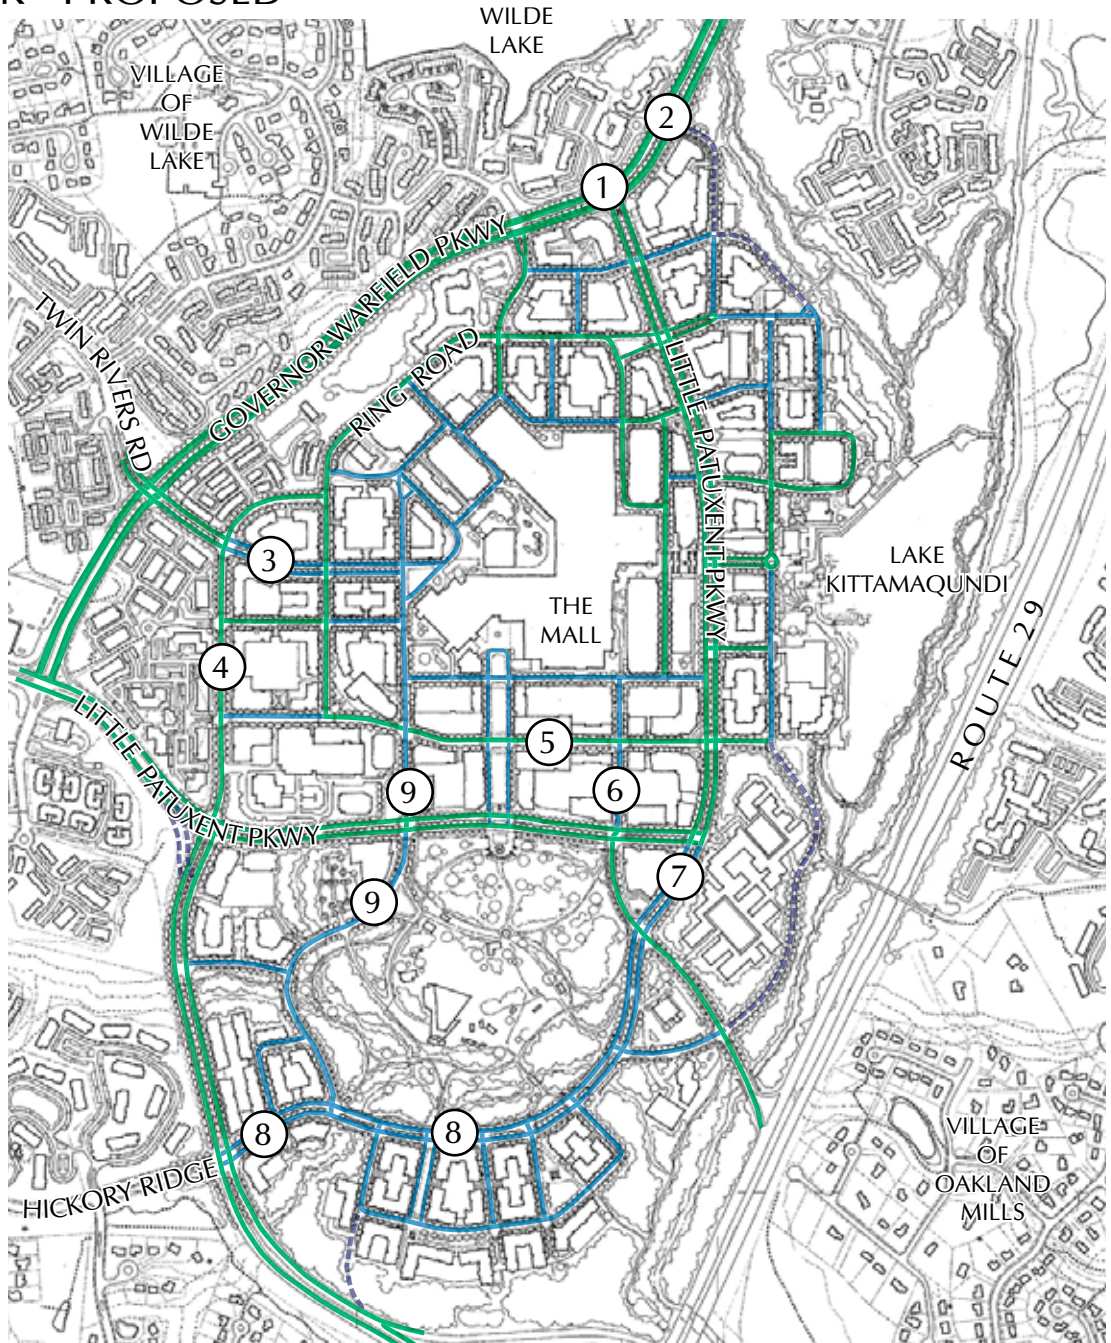 PROPOSED
WILDE
LAKE
VILLAGE
OF
WILDE
LAKE
2
1
GOVERNOR WARFIELD PKWY
TWIN RIVERS RD
RING ROAD
LITTLE PATUXENT PKWY
3
LAKE
KITTAMAQUNDI
THE
MALL
ROUTE 29
4
LITTLE PATUXENT PKWY
5
6
9
7
9
8
8
HICKORY RIDGE
VILLAGE
OF
OAKLAND
MILLS